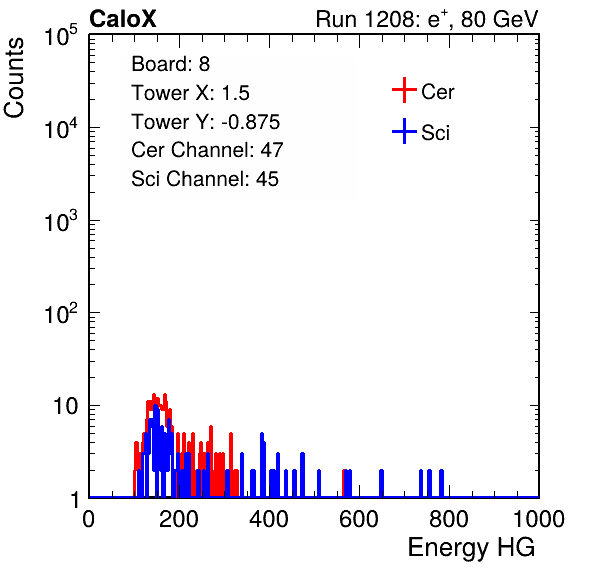 CaloX Run 1208: e⁺, 80 GeV
Counts
10⁵
10⁴
10³
10²
10
1
Board: 8
Tower X: 1.5
Tower Y: -0.875
Cer Channel: 47
Sci Channel: 45
Cer
Sci
0 200 400 600 800 1000
Energy HG